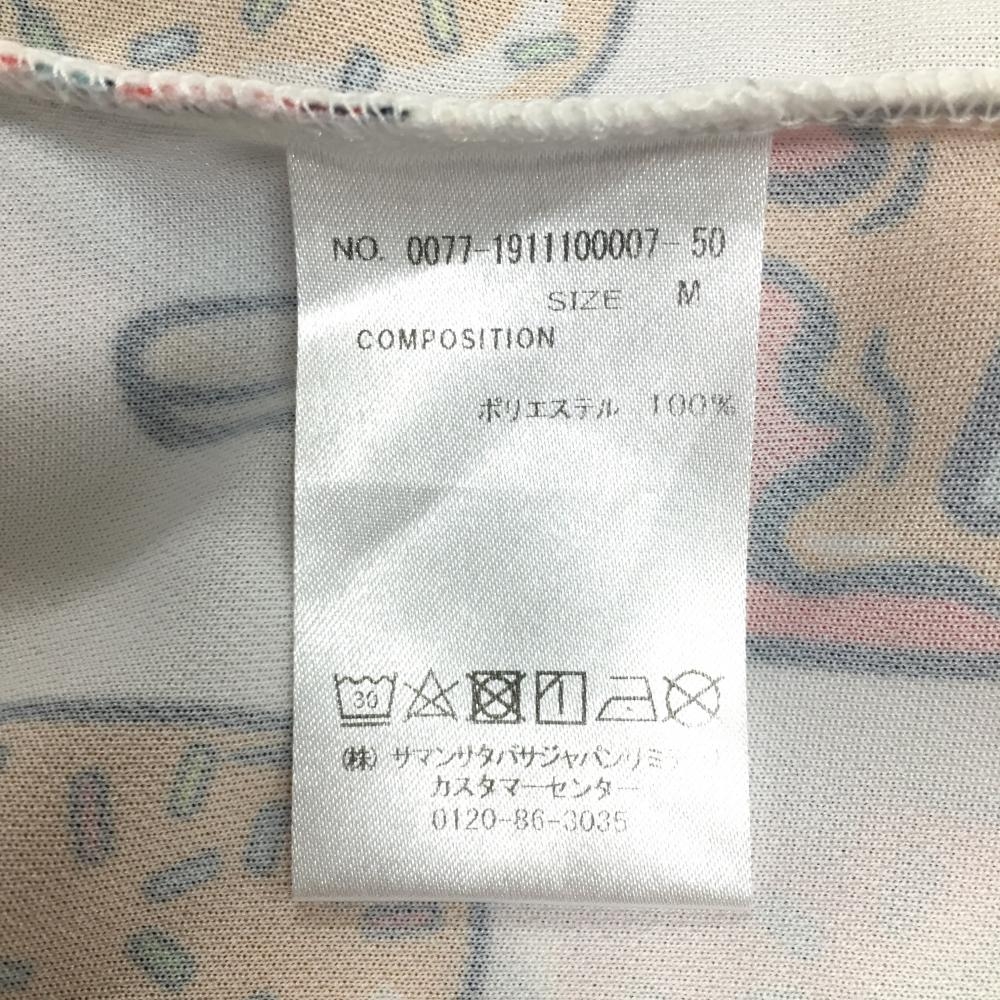 NO. 0077-1911100007-50
SIZE M
COMPOSITION
ポリエステル 100%
30
(株) サマンサタバサジャパンリミ
カスタマーセンター
0120-86-3035